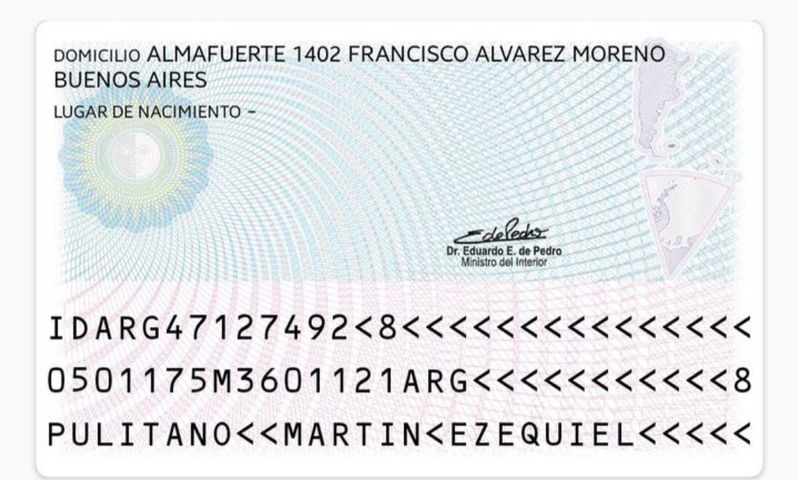 DOMICILIO ALMAFUERTE 1402 FRANCISCO ALVAREZ MORENO
BUENOS AIRES
LUGAR DE NACIMIENTO -
EdePedro
Dr. Eduardo E. de Pedro
Ministro del Interior
IDARG47127492<8<<<<<<<<<<<<<<<
0501175M3601121ARG<<<<<<<<<<<8
PULITANO<<MARTIN<EZEQUIEL<<<<<